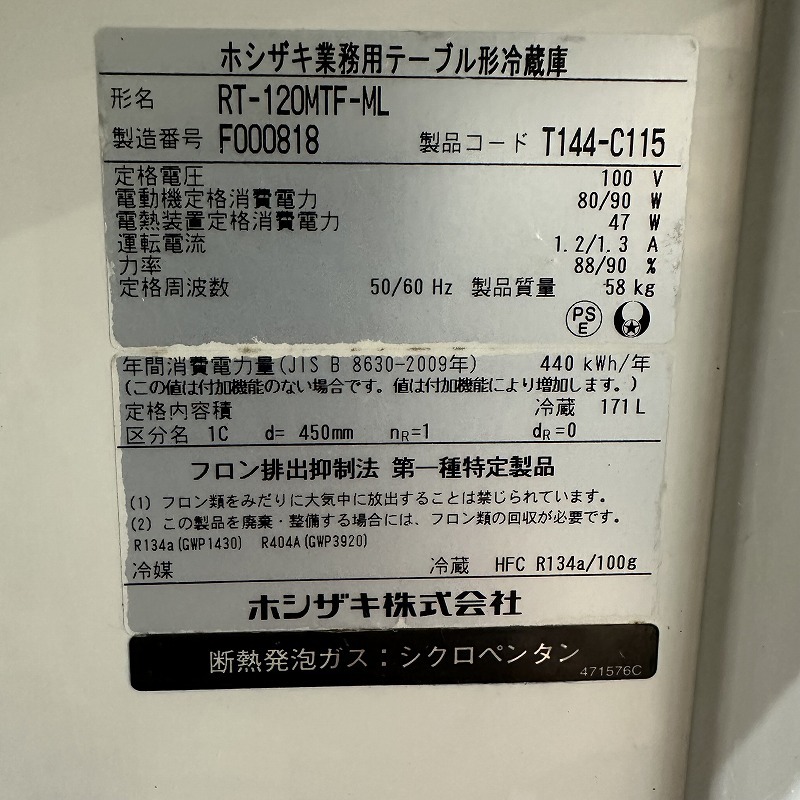 ホシザキ業務用テーブル形冷蔵庫
形名 RT-120MTF-ML
製造番号 F000818 製品コード T144-C115
定格電圧 100 V
電動機定格消費電力 80/90 W
電熱装置定格消費電力 47 W
運転電流 1.2/1.3 A
力率 88/90 %
定格周波数 50/60 Hz 製品質量 58 kg
PS
E
年間消費電力量(JIS B 8630-2009年) 440 kWh/年
(この値は付加機能のない場合です。値は付加機能により増加します。)
定格内容積 冷蔵 171 L
区分名 1C d= 450mm nR=1 dR=0
フロン排出抑制法 第一種特定製品
(1) フロン類をみだりに大気中に放出することは禁じられています。
(2) この製品を廃棄・整備する場合には、フロン類の回収が必要です。
R134a(GWP1430) R404A(GWP3920)
冷媒 冷蔵 HFC R134a/100g
ホシザキ株式会社
断熱発泡ガス:シクロペンタン
471576C